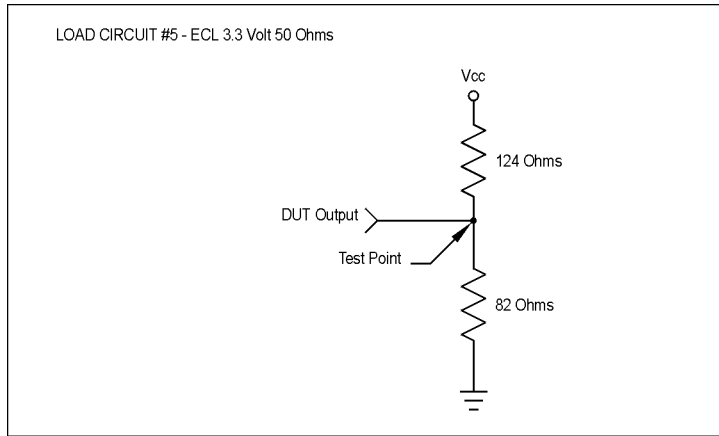 LOAD CIRCUIT #5 - ECL 3.3 Volt 50 Ohms
Vcc
124 Ohms
DUT Output
Test Point
82 Ohms